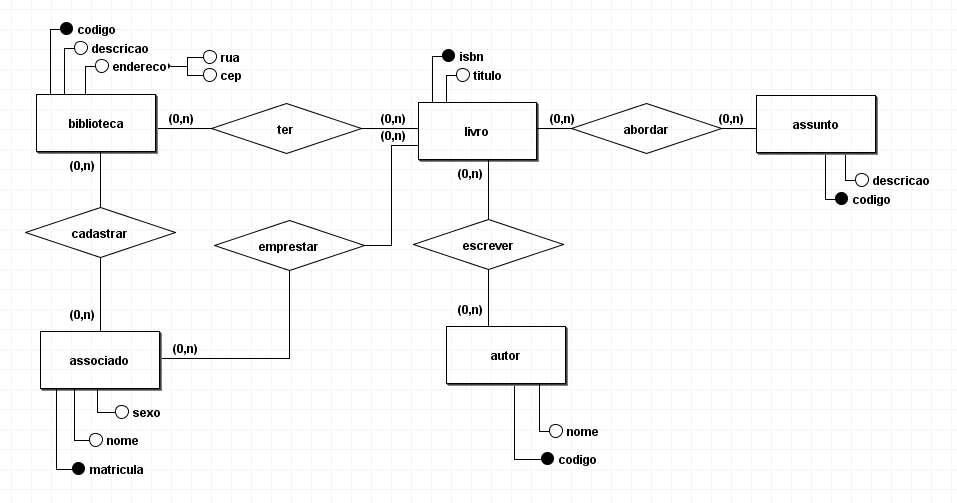 codigo
descricao
endereco
rua
cep
biblioteca
(0,n)
ter
(0,n)
(0,n)
isbn
titulo
livro
(0,n)
abordar
(0,n)
assunto
descricao
codigo
(0,n)
cadastrar
(0,n)
emprestar
(0,n)
escrever
(0,n)
associado
(0,n)
autor
sexo
nome
matricula
nome
codigo